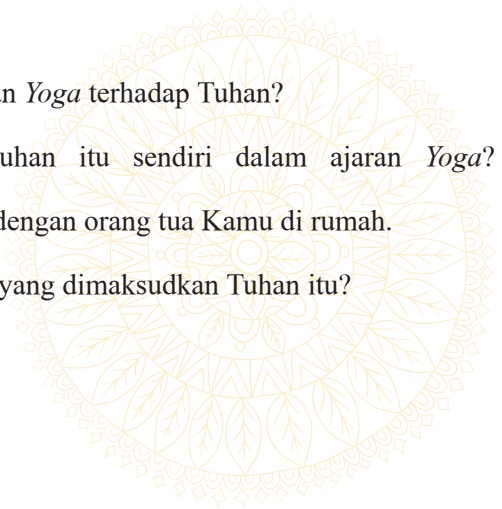 an Yoga terhadap Tuhan?
uhan itu sendiri dalam ajaran Yoga?
dengan orang tua Kamu di rumah.
yang dimaksudkan Tuhan itu?